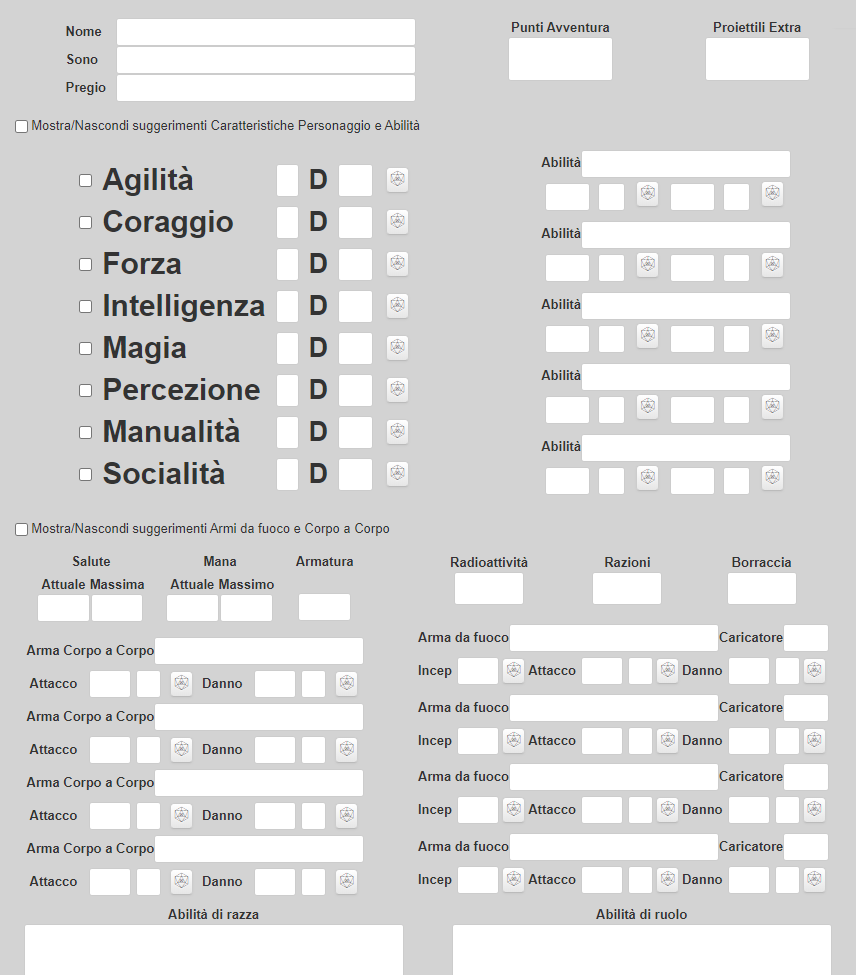 Nome
Sono
Pregio
Punti Avventura
Proiettili Extra
Mostra/Nascondi suggerimenti Caratteristiche Personaggio e Abilità
Agilità D
Coraggio D
Forza D
Intelligenza D
Magia D
Percezione D
Manualità D
Socialità D
Abilità
Abilità
Abilità
Abilità
Abilità
Mostra/Nascondi suggerimenti Armi da fuoco e Corpo a Corpo
Salute Mana Armatura
Attuale Massima Attuale Massimo
Arma Corpo a Corpo
Attacco Danno
Arma Corpo a Corpo
Attacco Danno
Arma Corpo a Corpo
Attacco Danno
Arma Corpo a Corpo
Attacco Danno
Radioattività Razioni Borraccia
Arma da fuoco Caricatore
Incep Attacco Danno
Arma da fuoco Caricatore
Incep Attacco Danno
Arma da fuoco Caricatore
Incep Attacco Danno
Arma da fuoco Caricatore
Incep Attacco Danno
Abilità di razza
Abilità di ruolo